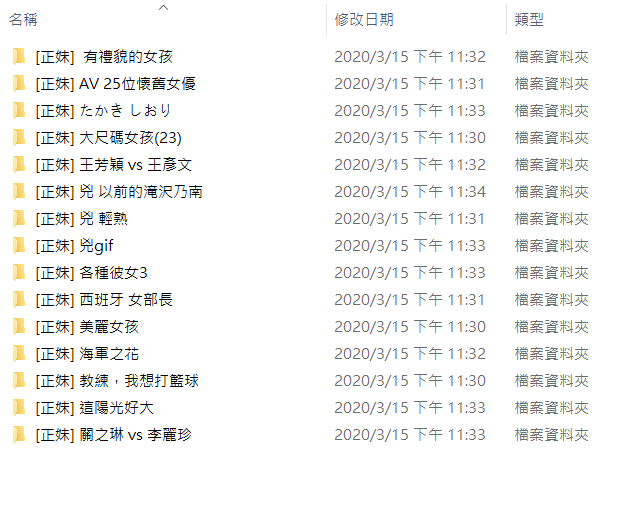 名稱 修改日期 類型
[正妹] 有禮貌的女孩 2020/3/15 下午 11:32 檔案資料夾
[正妹] AV 25位懷舊女優 2020/3/15 下午 11:31 檔案資料夾
[正妹] たかき しおり 2020/3/15 下午 11:33 檔案資料夾
[正妹] 大尺碼女孩(23) 2020/3/15 下午 11:30 檔案資料夾
[正妹] 王芳穎 vs 王彥文 2020/3/15 下午 11:32 檔案資料夾
[正妹] 兇 以前的滝沢乃南 2020/3/15 下午 11:34 檔案資料夾
[正妹] 兇 輕熟 2020/3/15 下午 11:31 檔案資料夾
[正妹] 兇gif 2020/3/15 下午 11:33 檔案資料夾
[正妹] 各種彼女3 2020/3/15 下午 11:33 檔案資料夾
[正妹] 西班牙 女部長 2020/3/15 下午 11:31 檔案資料夾
[正妹] 美麗女孩 2020/3/15 下午 11:30 檔案資料夾
[正妹] 海軍之花 2020/3/15 下午 11:32 檔案資料夾
[正妹] 教練，我想打籃球 2020/3/15 下午 11:30 檔案資料夾
[正妹] 這陽光好大 2020/3/15 下午 11:33 檔案資料夾
[正妹] 關之琳 vs 李麗珍 2020/3/15 下午 11:33 檔案資料夾